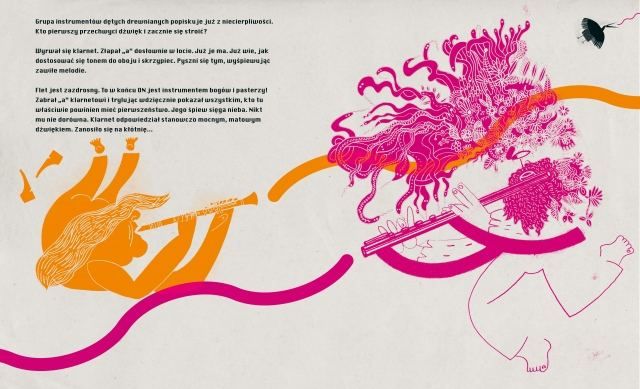 Grupa instrumentów dętych drewnianych popiskuje już z niecierpliwości.
Kto pierwszy przechwyci dźwięk i zacznie się stroić?
Wyrwał się klarnet. Złapał „a” dosłownie w locie. Już je ma. Już wie, jak
dostosować się tonem do oboju i skrzypiec. Pyszni się tym, wyśpiewując
zawiłe melodie.
Flet jest zazdrosny. To w końcu ON jest instrumentem bogów i pasterzy!
Zabrał „a” klarnetowi i trylując wdzięcznie pokazał wszystkim, kto tu
właściwie powinien mieć pierwszeństwo. Jego śpiew sięga nieba. Nikt
mu nie dorówna. Klarnet odpowiedział stanowczo mocnym, matowym
dźwiękiem. Zanosiło się na kłótnię...